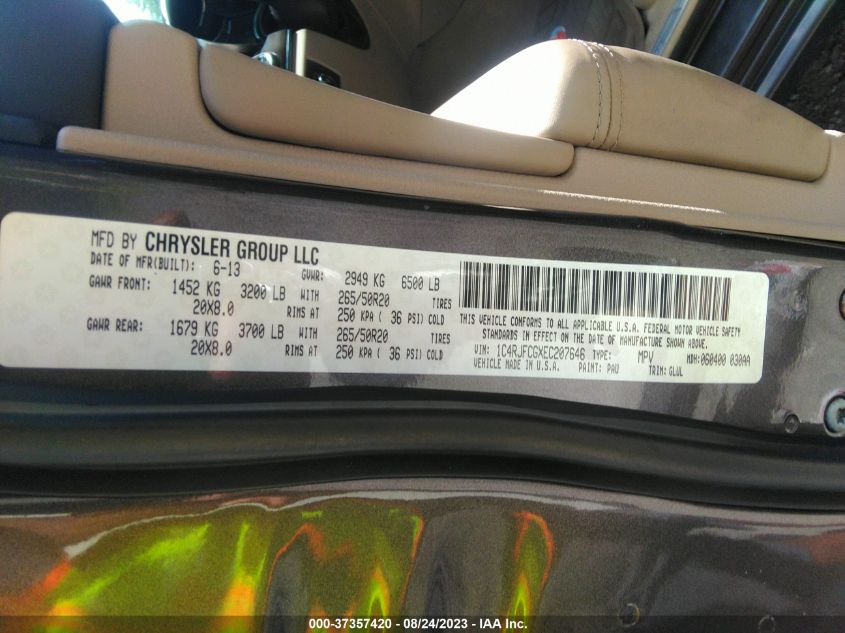 MFD BY CHRYSLER GROUP LLC
DATE OF MFR(BUILT): 6-13 GVWR: 2949 KG 6500 LB
GAWR FRONT: 1452 KG 3200 LB WITH 265/50R20 TIRES
20X8.0 RIMS AT 250 KPA ( 36 PSI) COLD
GAWR REAR: 1679 KG 3700 LB WITH 265/50R20 TIRES
20X8.0 RIMS AT 250 KPA ( 36 PSI) COLD
THIS VEHICLE CONFORMS TO ALL APPLICABLE U.S.A. FEDERAL MOTOR VEHICLE SAFETY
STANDARDS IN EFFECT ON THE DATE OF MANUFACTURE SHOWN ABOVE.
VIN: 1C4RJFCGXEC207646 TYPE: MPV MDH: 060400 030AA
VEHICLE MADE IN U.S.A. PAINT: PAU TRIM: GLUL
000-37357420 - 08/24/2023 - IAA Inc.